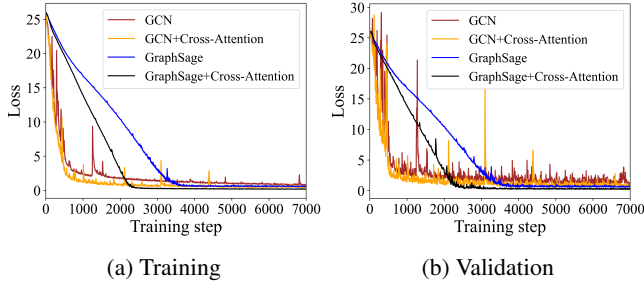 GCN
GCN+Cross-Attention
GraphSage
GraphSage+Cross-Attention
Loss
25
20
15
10
5
0
0 1000 2000 3000 4000 5000 6000 7000
Training step
(a) Training
GCN
GCN+Cross-Attention
GraphSage
GraphSage+Cross-Attention
Loss
30
25
20
15
10
5
0
0 1000 2000 3000 4000 5000 6000 7000
Training step
(b) Validation